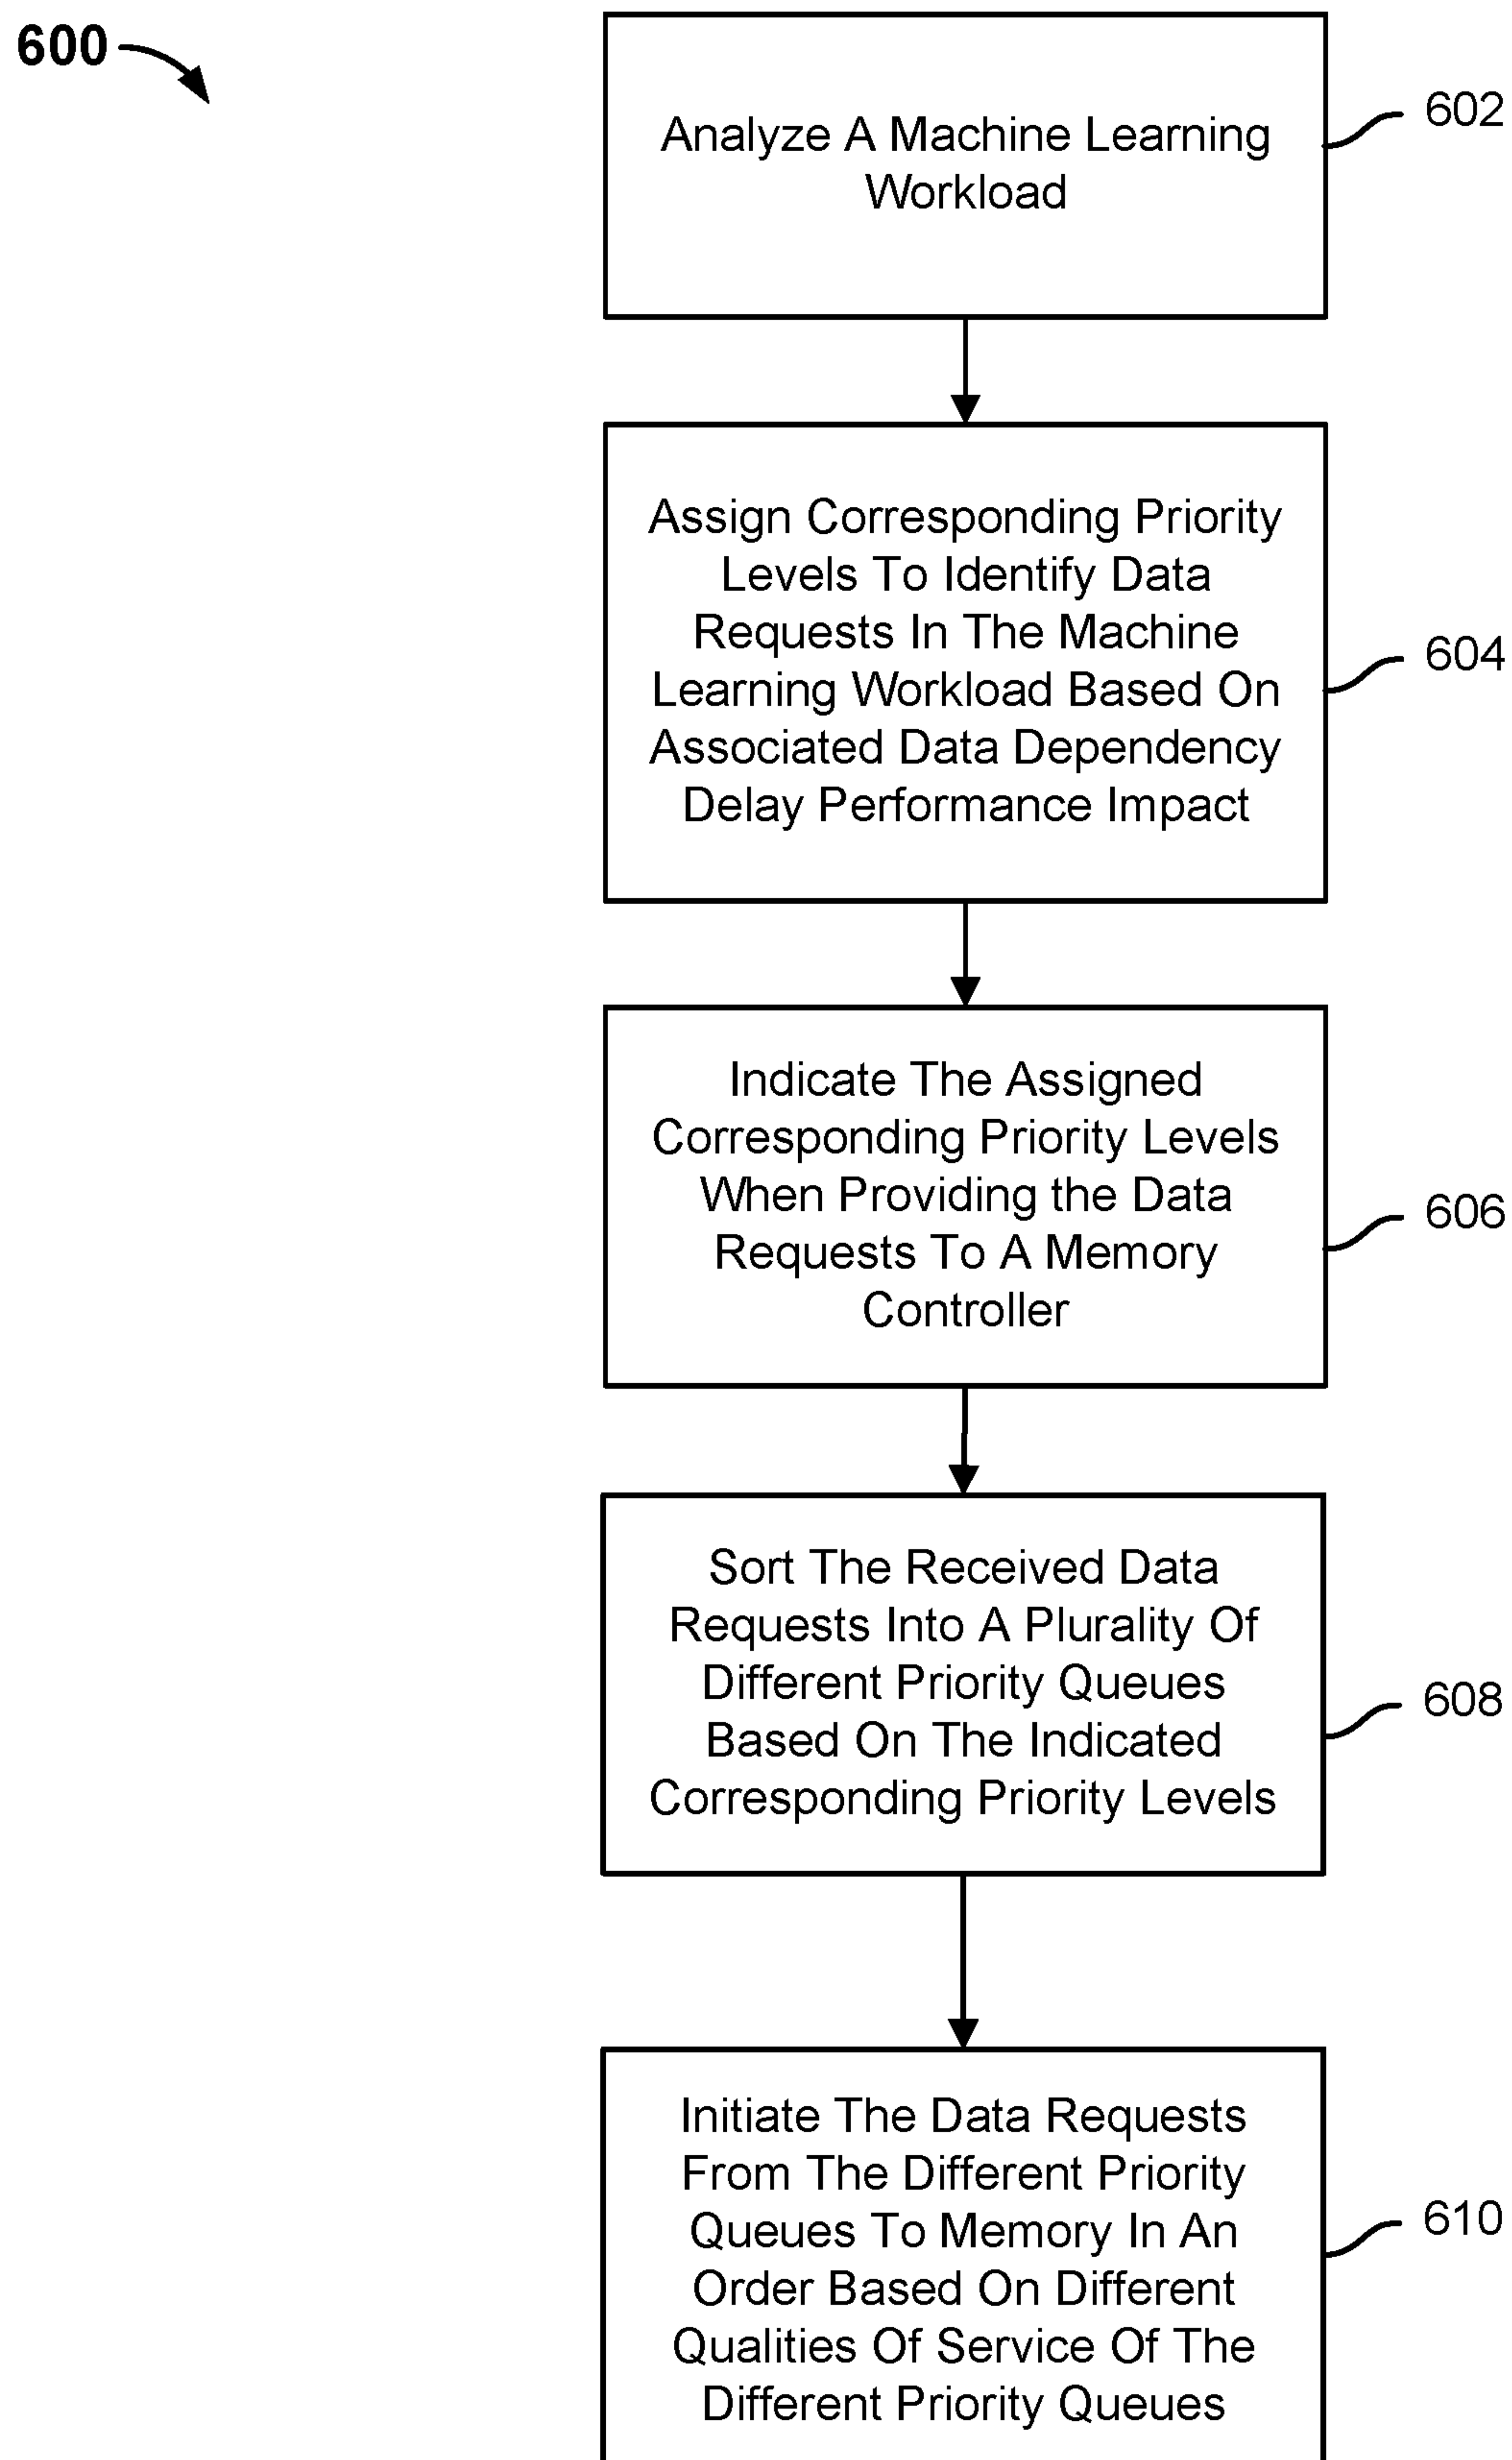 600
Analyze A Machine Learning
Workload
602
Assign Corresponding Priority
Levels To Identify Data
Requests In The Machine
Learning Workload Based On
Associated Data Dependency
Delay Performance Impact
604
Indicate The Assigned
Corresponding Priority Levels
When Providing the Data
Requests To A Memory
Controller
606
Sort The Received Data
Requests Into A Plurality Of
Different Priority Queues
Based On The Indicated
Corresponding Priority Levels
608
Initiate The Data Requests
From The Different Priority
Queues To Memory In An
Order Based On Different
Qualities Of Service Of The
Different Priority Queues
610